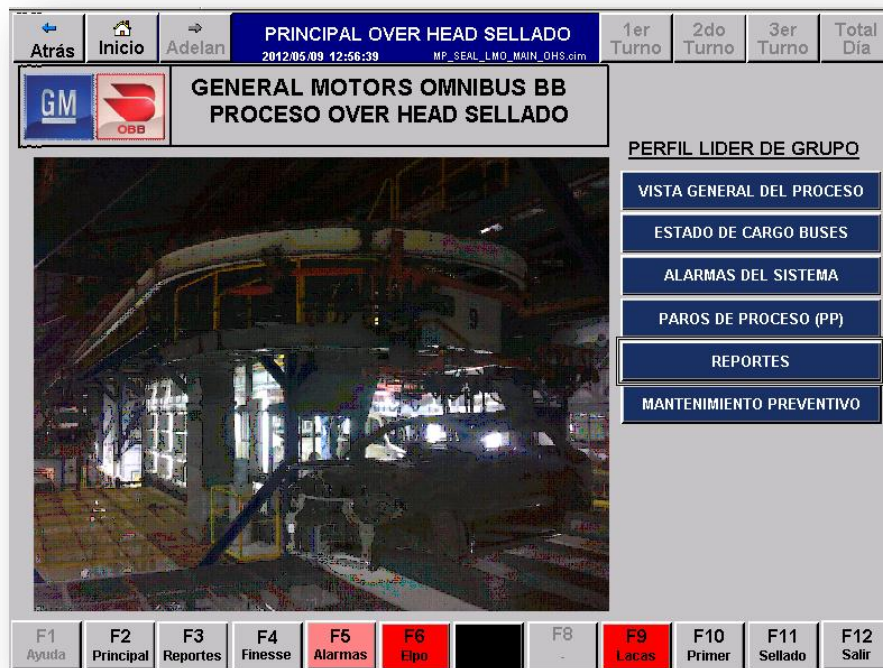 Atrás
Inicio
Adelan
PRINCIPAL OVER HEAD SELLADO
2012/05/09 12:56:39 MP_SEAL_LMO_MAIN_OHS.cim
1er
Turno
2do
Turno
3er
Turno
Total
Día
GM
OBB
GENERAL MOTORS OMNIBUS BB
PROCESO OVER HEAD SELLADO
PERFIL LIDER DE GRUPO
VISTA GENERAL DEL PROCESO
ESTADO DE CARGO BUSES
ALARMAS DEL SISTEMA
PAROS DE PROCESO (PP)
REPORTES
MANTENIMIENTO PREVENTIVO
9
F1
Ayuda
F2
Principal
F3
Reportes
F4
Finesse
F5
Alarmas
F6
Elpo
F8
-
F9
Lacas
F10
Primer
F11
Sellado
F12
Salir